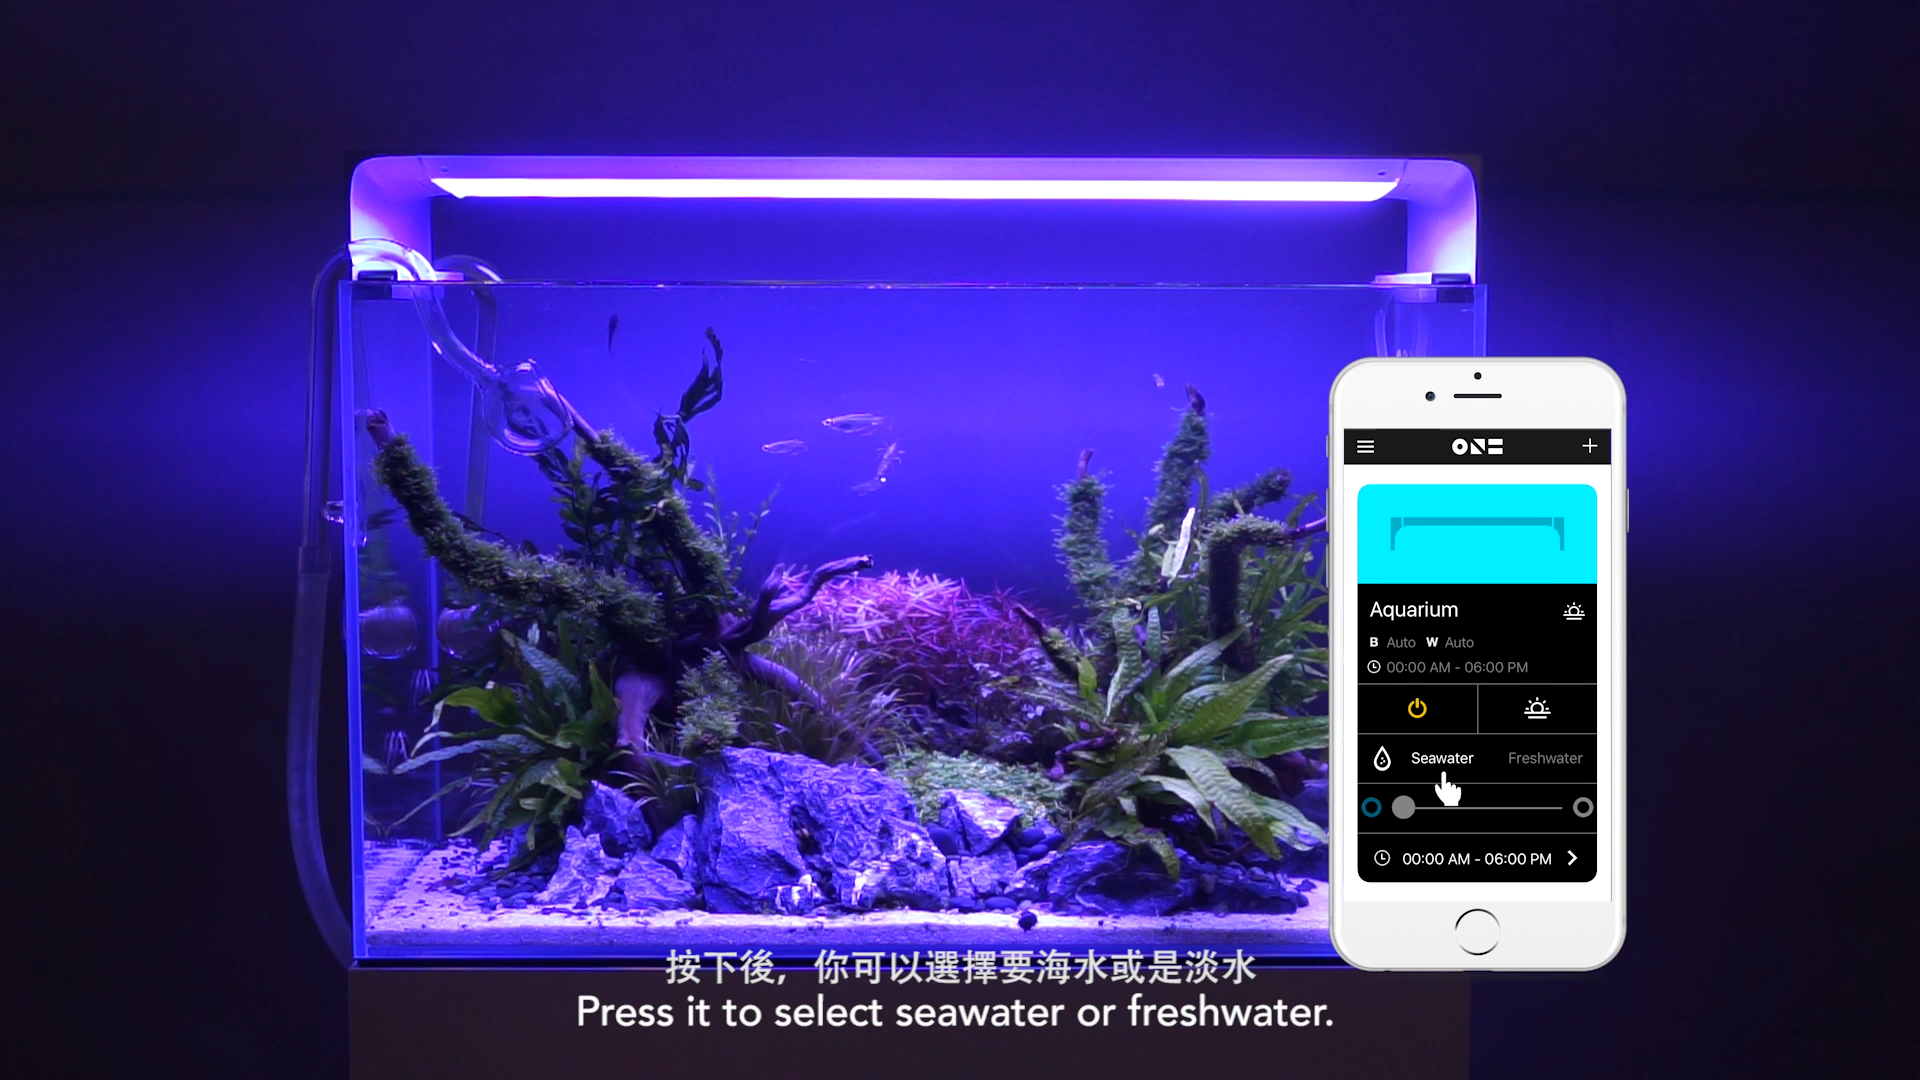 ONE
Aquarium
B Auto W Auto
00:00 AM - 06:00 PM
Seawater Freshwater
00:00 AM - 06:00 PM
按下後，你可以選擇要海水或是淡水
Press it to select seawater or freshwater.